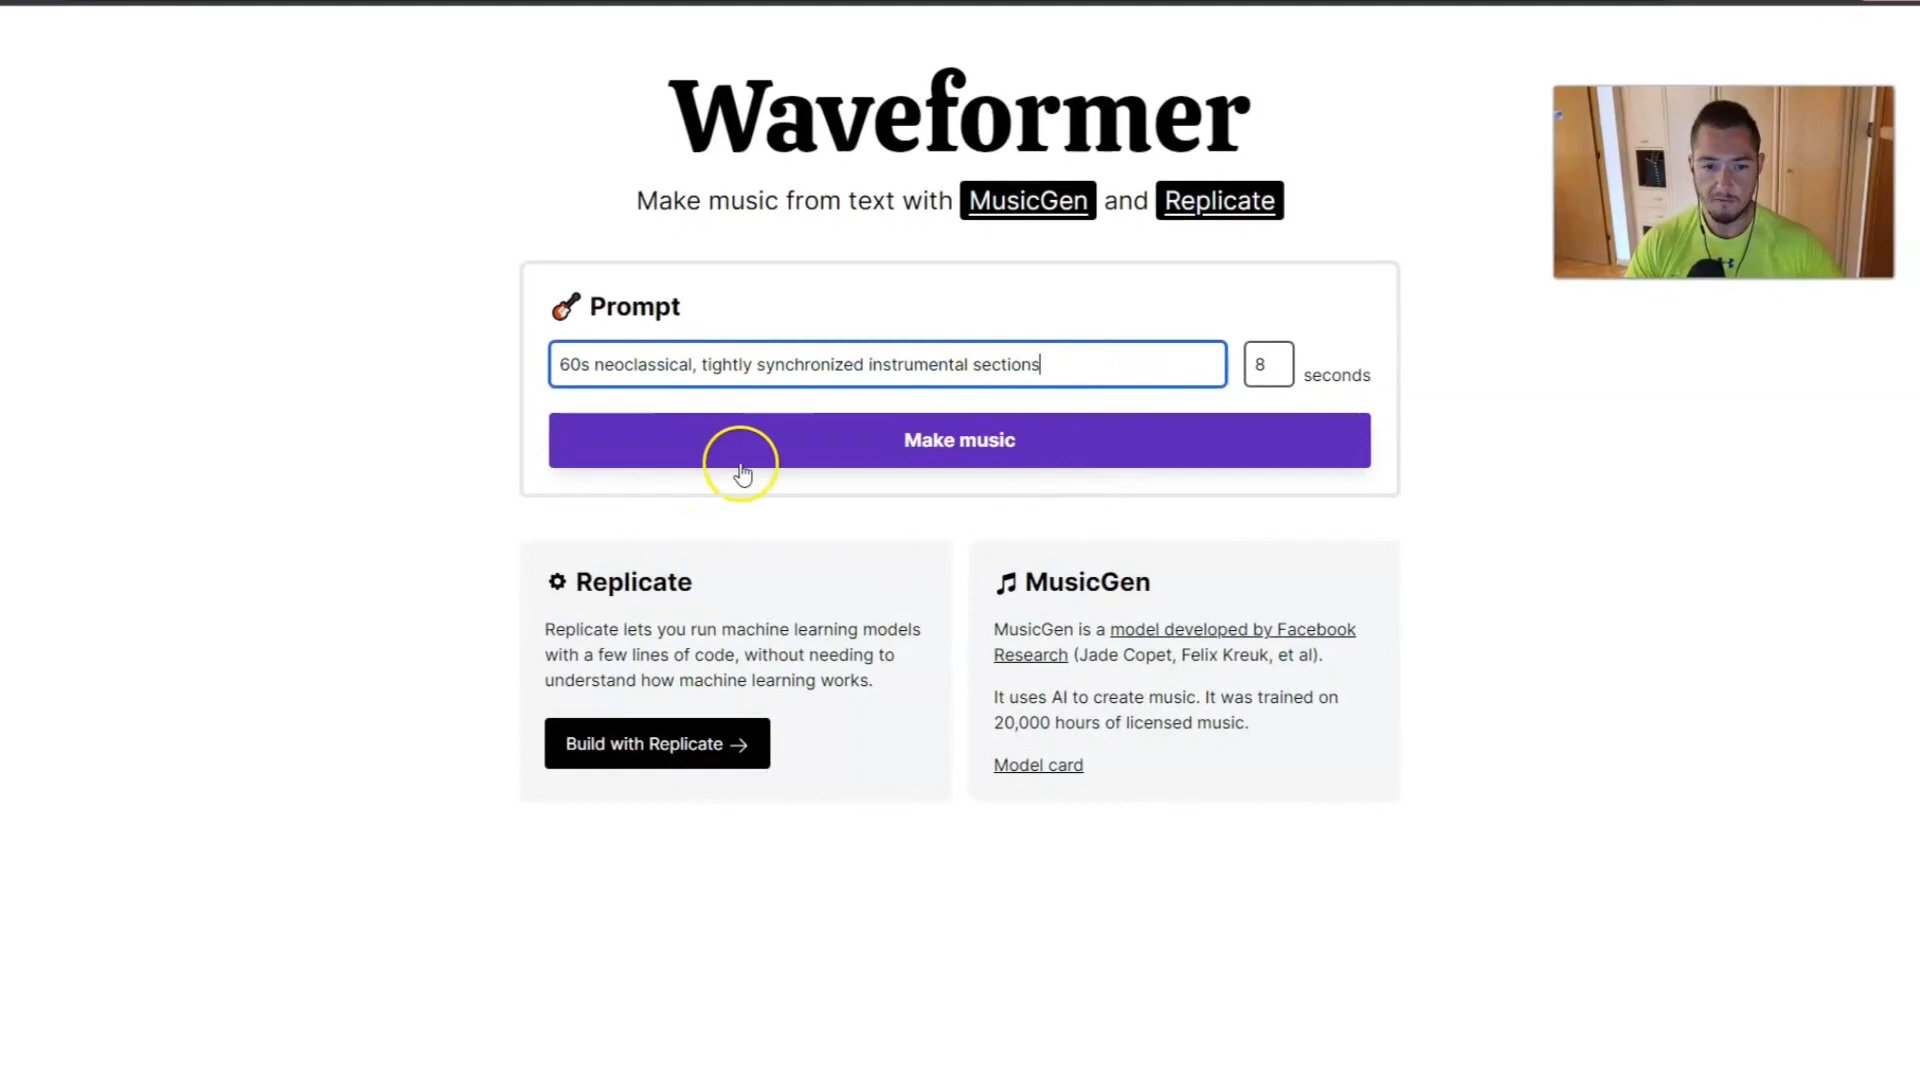 Waveformer
Make music from text with MusicGen and Replicate
Prompt
60s neoclassical, tightly synchronized instrumental sections
8
seconds
Make music
Replicate
Replicate lets you run machine learning models
with a few lines of code, without needing to
understand how machine learning works.
Build with Replicate →
MusicGen
MusicGen is a model developed by Facebook
Research (Jade Copet, Felix Kreuk, et al).
It uses AI to create music. It was trained on
20,000 hours of licensed music.
Model card